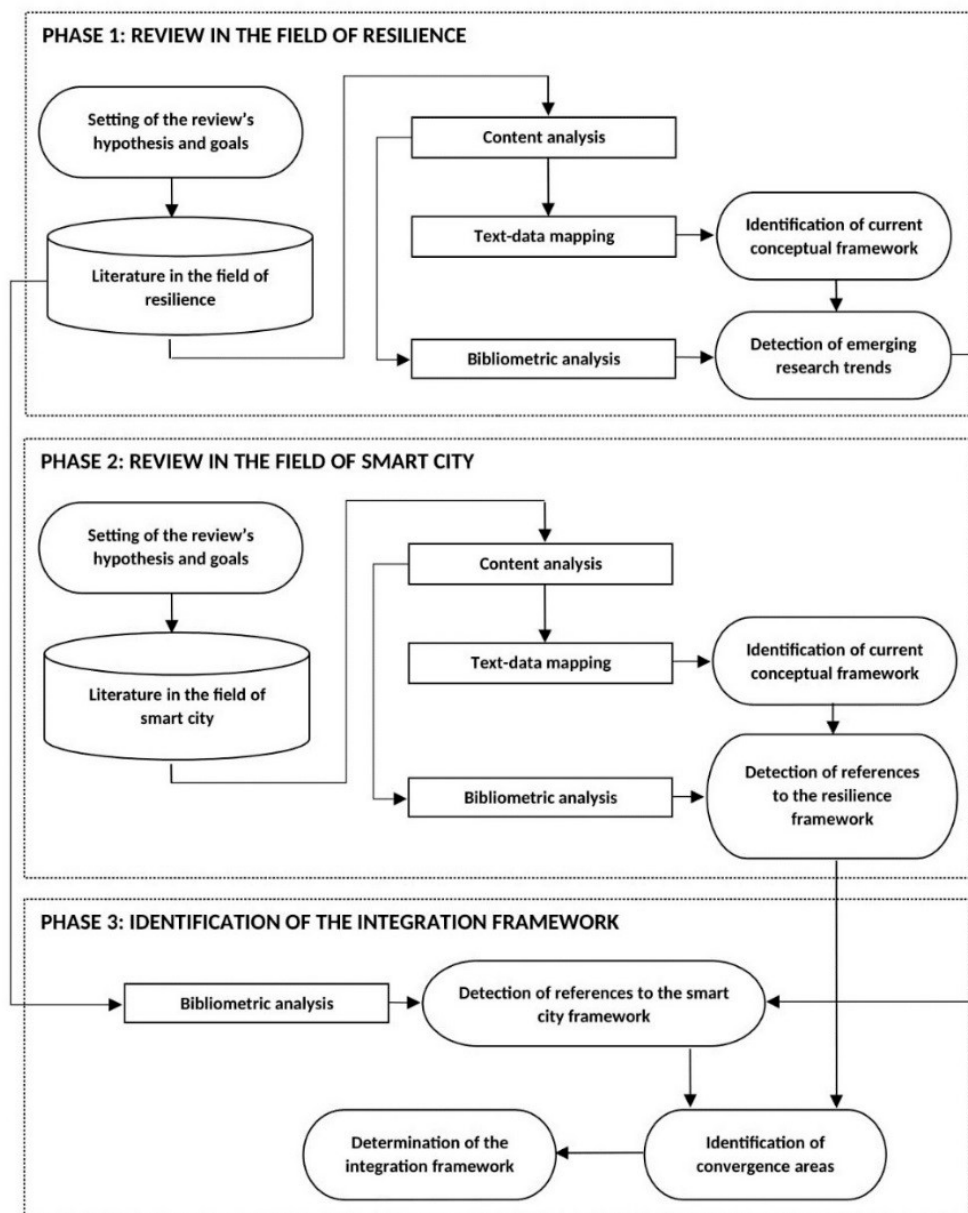 PHASE 1: REVIEW IN THE FIELD OF RESILIENCE
Setting of the review's
hypothesis and goals
Literature in the field of
resilience
Content analysis
Text-data mapping
Identification of current
conceptual framework
Bibliometric analysis
Detection of emerging
research trends
PHASE 2: REVIEW IN THE FIELD OF SMART CITY
Setting of the review's
hypothesis and goals
Literature in the field of
smart city
Content analysis
Text-data mapping
Identification of current
conceptual framework
Bibliometric analysis
Detection of references
to the resilience
framework
PHASE 3: IDENTIFICATION OF THE INTEGRATION FRAMEWORK
Bibliometric analysis
Detection of references to the smart
city framework
Determination of the
integration framework
Identification of
convergence areas